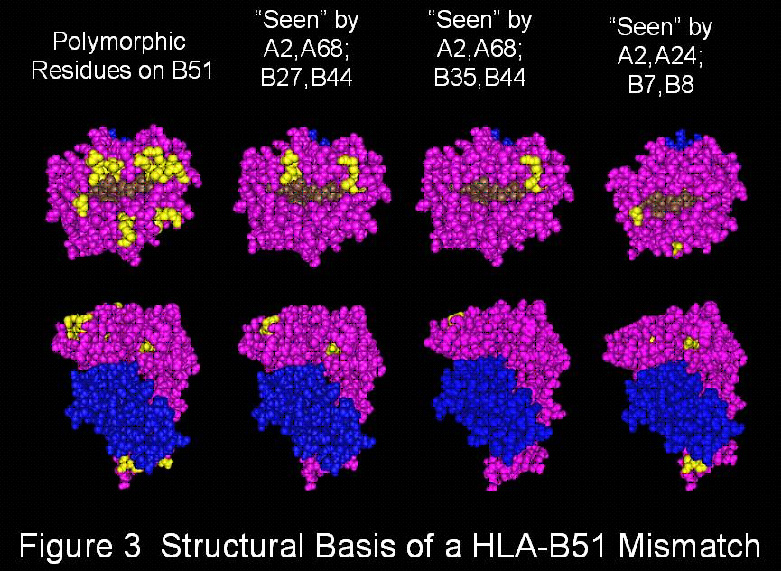 Polymorphic
Residues on B51
“Seen” by
A2,A68;
B27,B44
“Seen” by
A2,A68;
B35,B44
“Seen” by
A2,A24;
B7,B8
Figure 3  Structural Basis of a HLA-B51 Mismatch